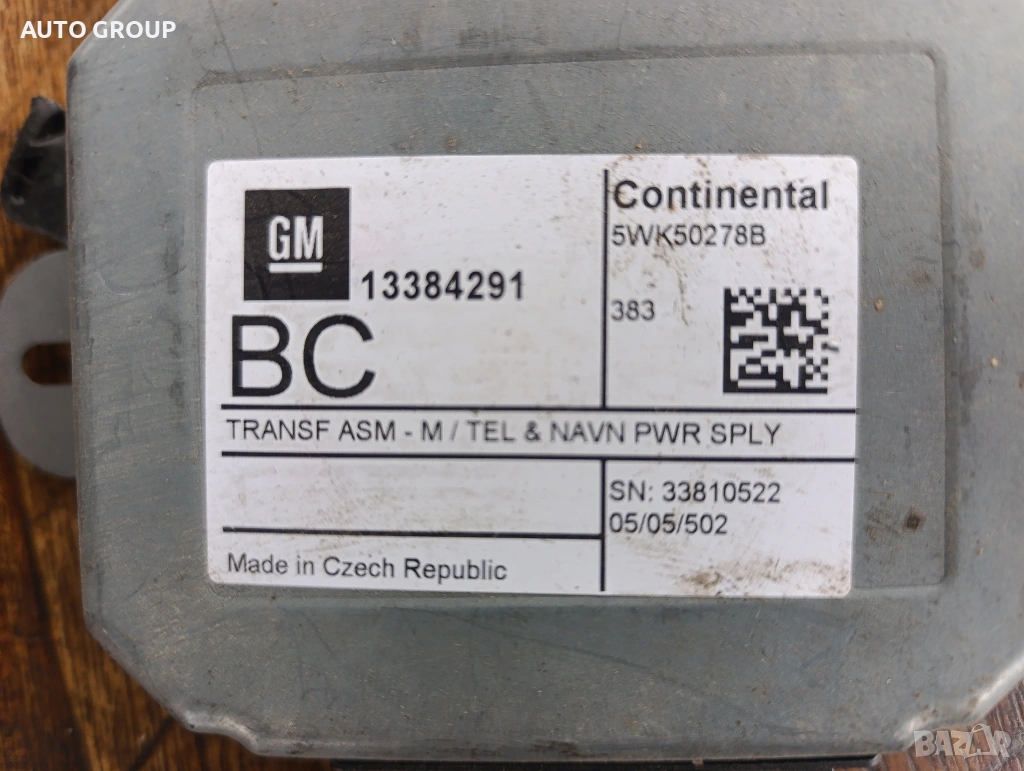 AUTO GROUP
GM
13384291
BC
Continental
5WK50278B
383
TRANSF ASM - M / TEL & NAVN PWR SPLY
SN: 33810522
05/05/502
Made in Czech Republic
BAZAR